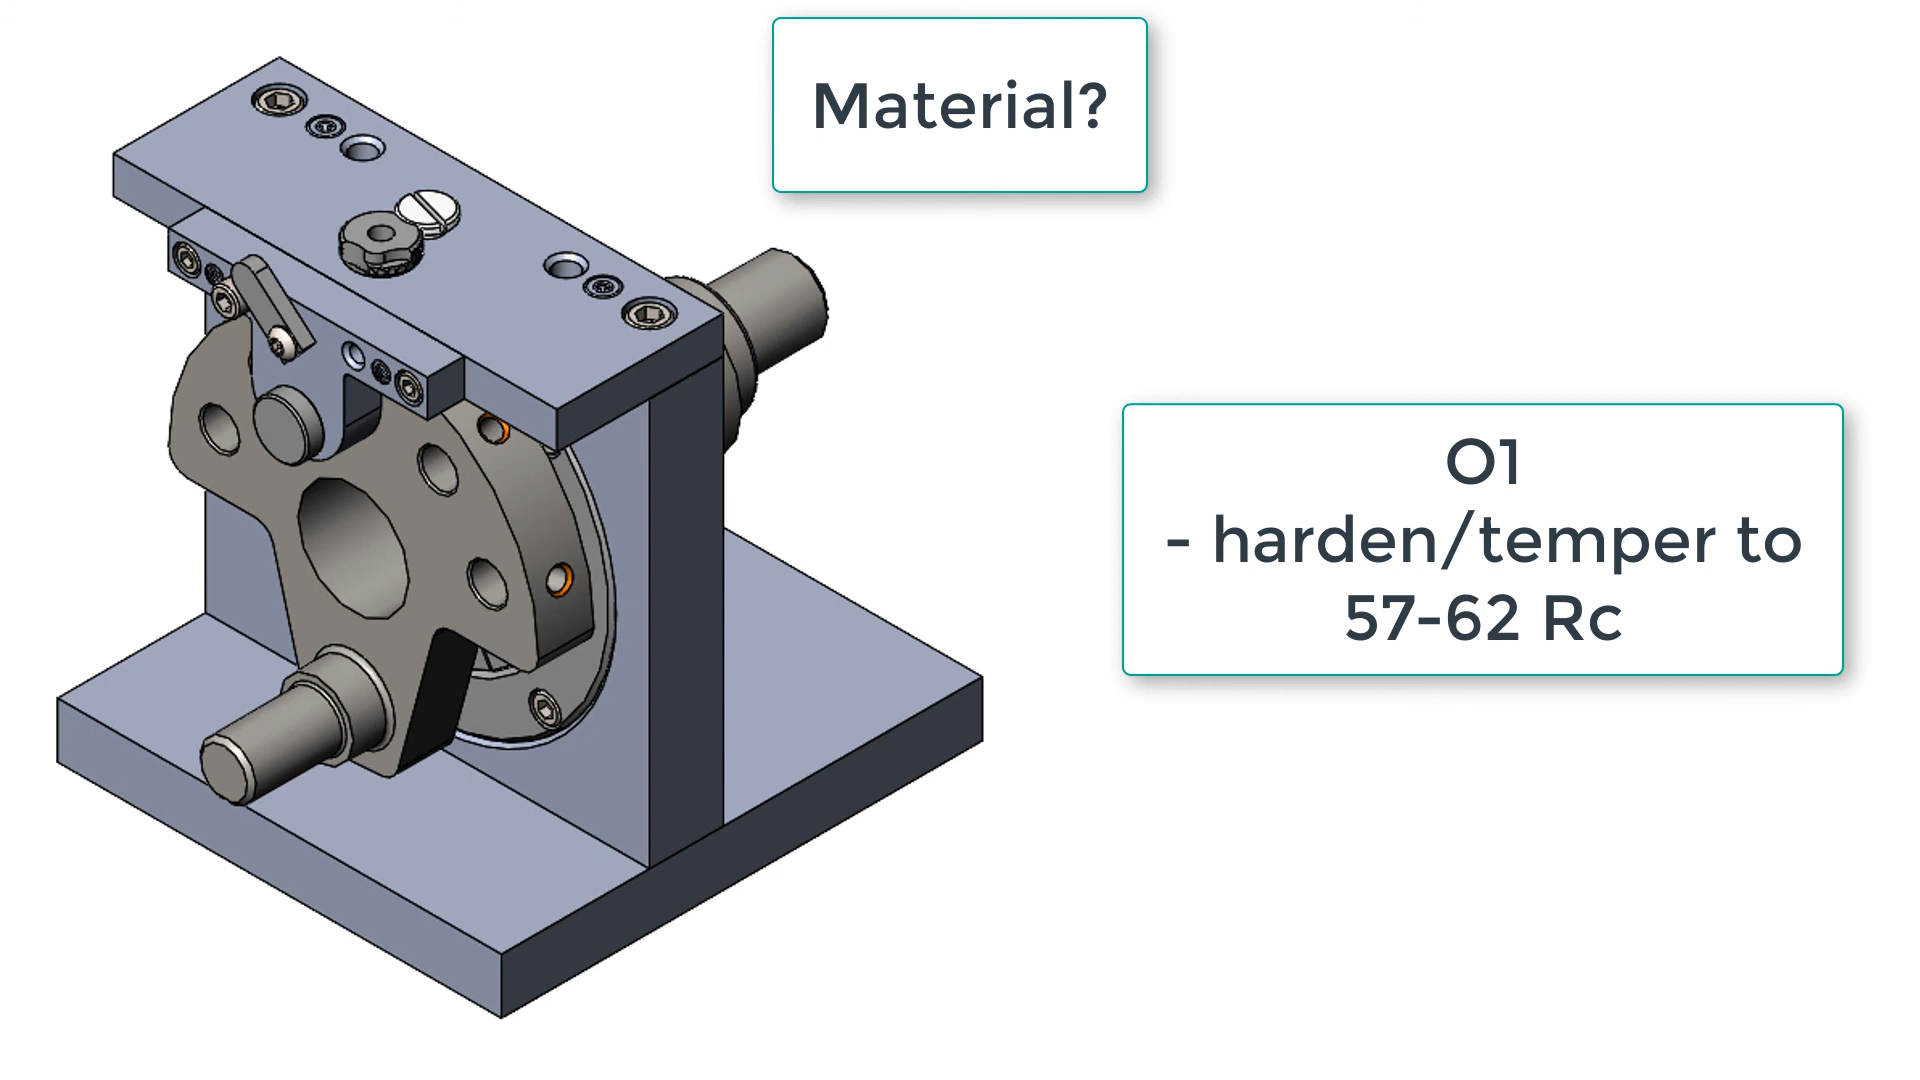 Material?
O1
- harden/temper to
57-62 Rc